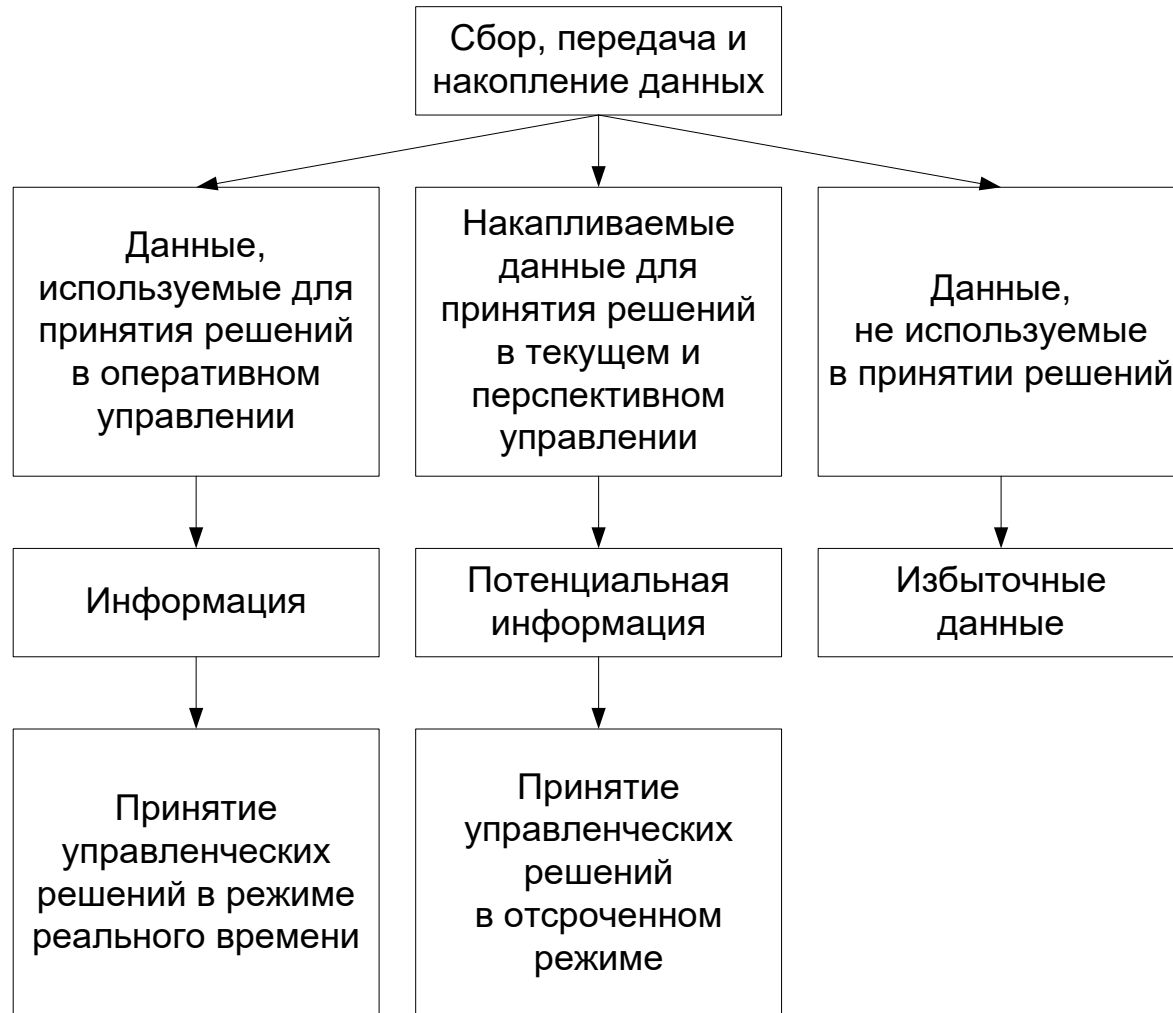 Сбор, передача и
накопление данных
Данные,
используемые для
принятия решений
в оперативном
управлении
Накапливаемые
данные для
принятия решений
в текущем и
перспективном
управлении
Данные,
не используемые
в принятии решений
Информация
Потенциальная
информация
Избыточные
данные
Принятие
управленческих
решений в режиме
реального времени
Принятие
управленческих
решений
в отсроченном
режиме